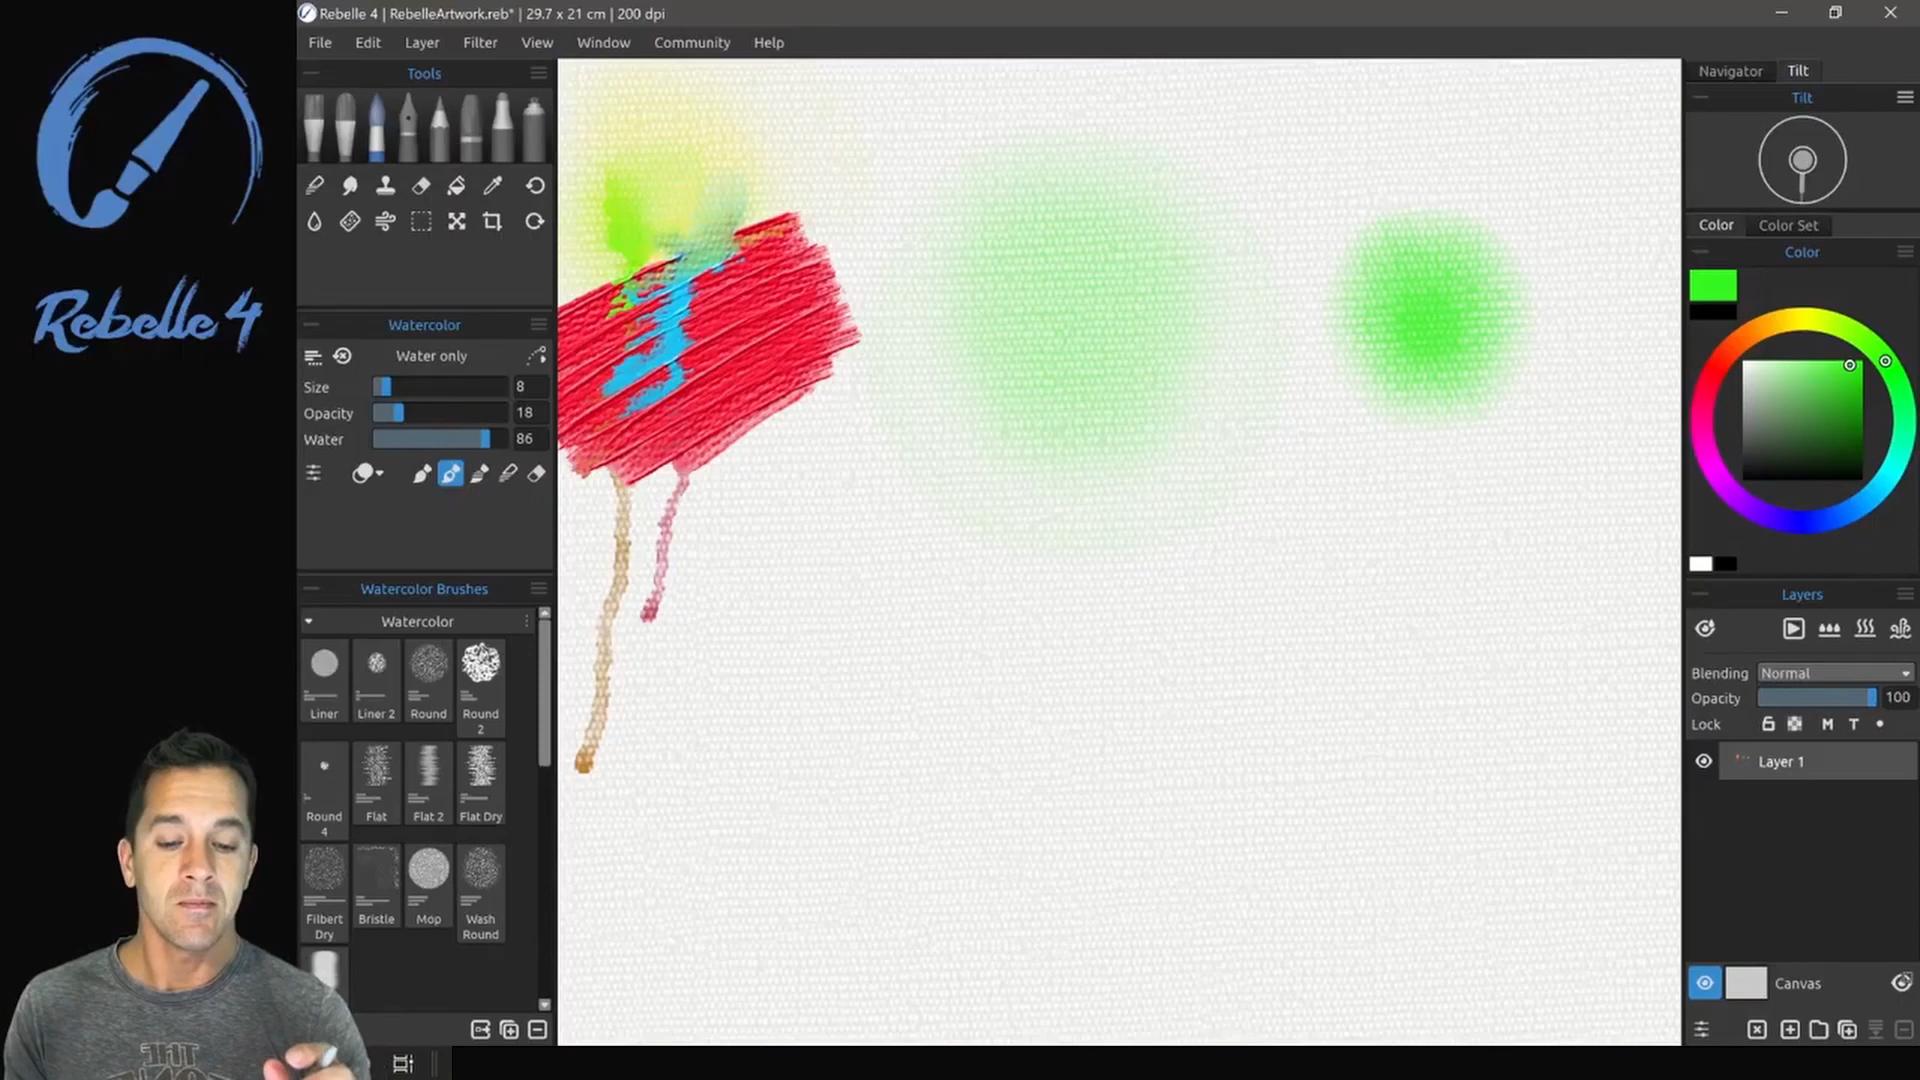 Rebelle 4 | RebelleArtwork.reb* | 29.7 x 21 cm | 200 dpi
File Edit Layer Filter View Window Community Help
Tools
Rebelle 4
Watercolor
Water only
Size 8
Opacity 18
Water 86
Watercolor Brushes
Watercolor
Liner Liner 2 Round Round 2
Round 4 Flat Flat 2 Flat Dry
Filbert Dry Bristle Mop Wash Round
Navigator Tilt
Tilt
Color Color Set
Color
Layers
Blending Normal
Opacity 100
Lock M T
Layer 1
Canvas
THE